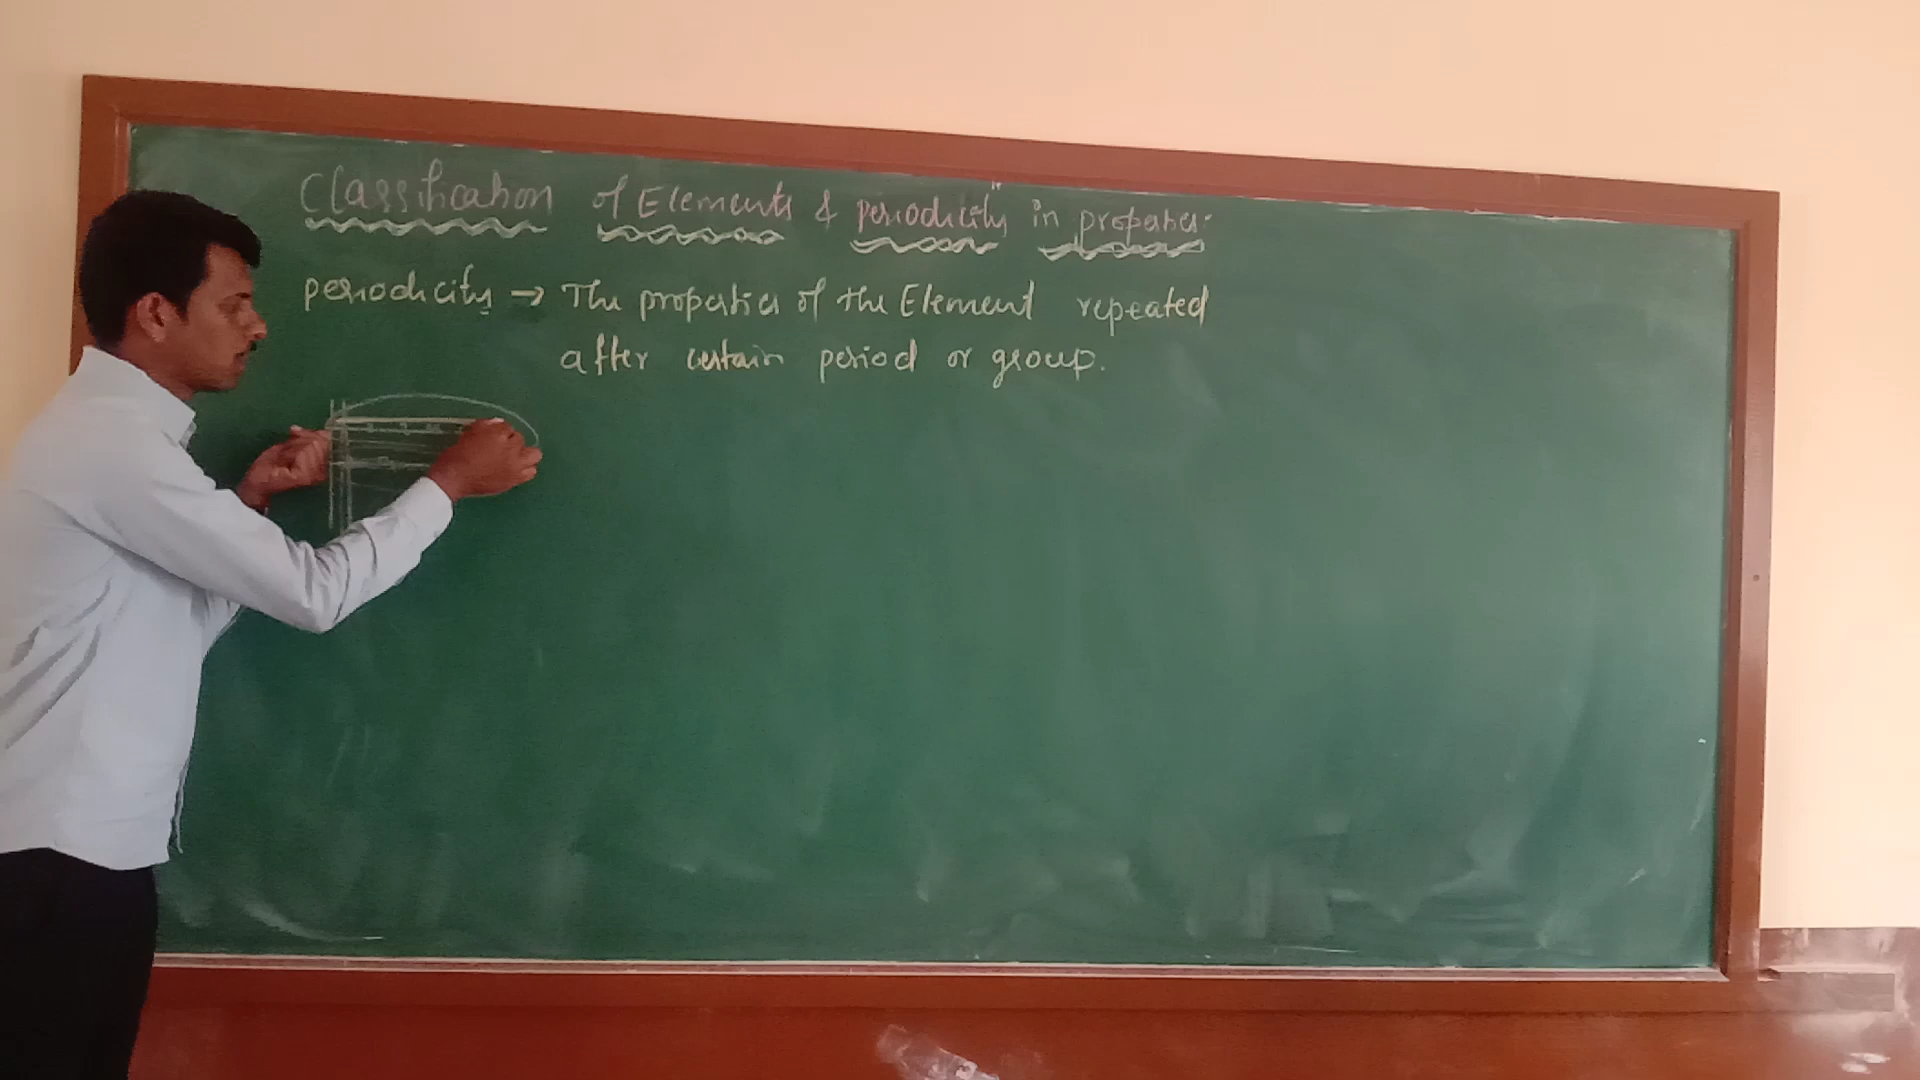 Classification of Elements & periodicity in properties.
periodicity → The properties of the Element repeated
after certain period or group.